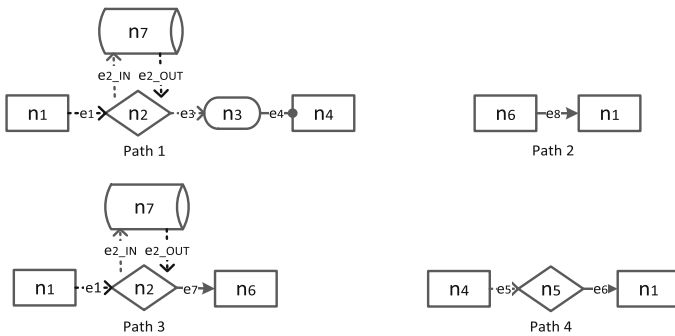 n7
e2_IN e2_OUT
n1 e1 n2 e3 n3 e4 n4
Path 1
n6 e8 n1
Path 2
n7
e2_IN e2_OUT
n1 e1 n2 e7 n6
Path 3
n4 e5 n5 e6 n1
Path 4